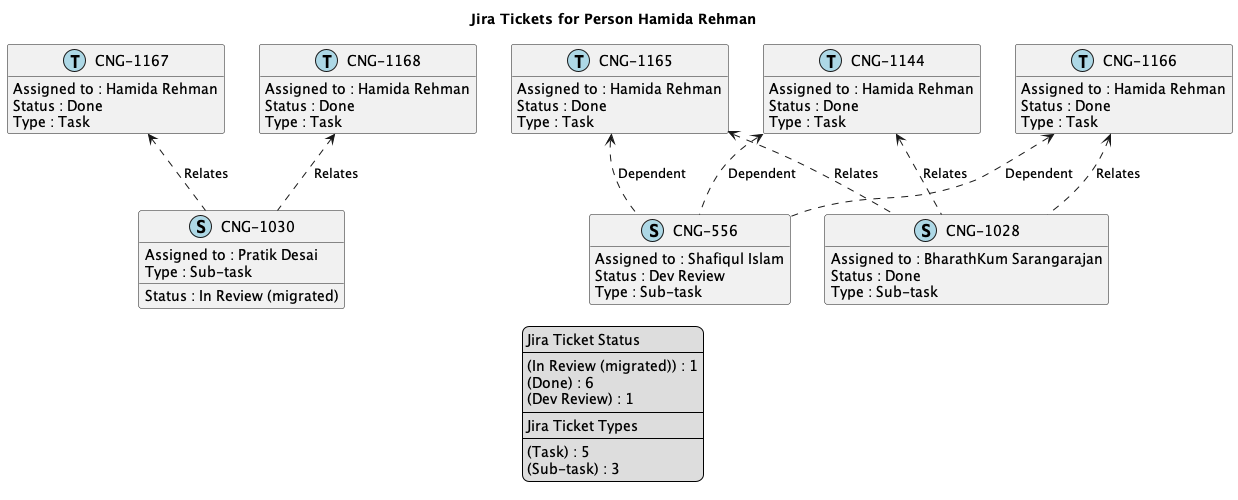 Jira Tickets for Person Hamida Rehman
T CNG-1167
Assigned to : Hamida Rehman
Status : Done
Type : Task
T CNG-1168
Assigned to : Hamida Rehman
Status : Done
Type : Task
T CNG-1165
Assigned to : Hamida Rehman
Status : Done
Type : Task
T CNG-1144
Assigned to : Hamida Rehman
Status : Done
Type : Task
T CNG-1166
Assigned to : Hamida Rehman
Status : Done
Type : Task
Relates
Relates
Dependent
Dependent
Relates
Dependent
Relates
S CNG-1030
Assigned to : Pratik Desai
Type : Sub-task
Status : In Review (migrated)
S CNG-556
Assigned to : Shafiqul Islam
Status : Dev Review
Type : Sub-task
S CNG-1028
Assigned to : BharathKum Sarangarajan
Status : Done
Type : Sub-task
Jira Ticket Status
(In Review (migrated)) : 1
(Done) : 6
(Dev Review) : 1
Jira Ticket Types
(Task) : 5
(Sub-task) : 3